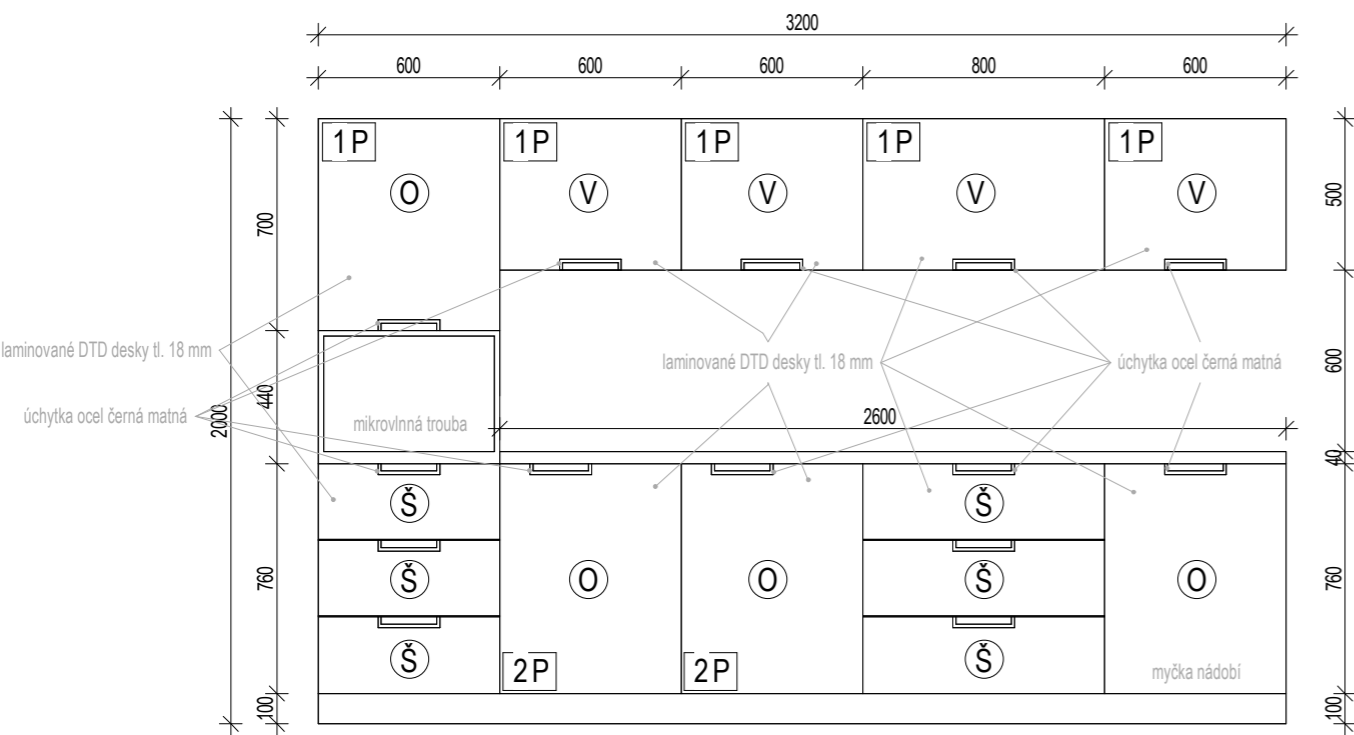 3200
600 600 600 800 600
1P 1P 1P 1P 1P
O V V V V
700
500
laminované DTD desky tl. 18 mm
laminované DTD desky tl. 18 mm
úchytka ocel černá matná
600
440
úchytka ocel černá matná
2000
mikrovlnná trouba
2600
40
Š Š
760
Š O O Š O
760
Š Š
2P 2P
myčka nádobí
100
100